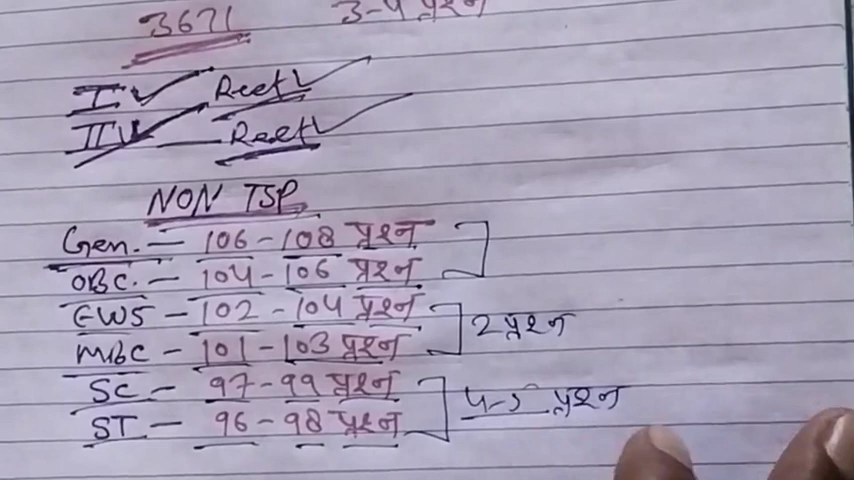 3671 3-4 प्रश्न
I Reet
II Reet
NON TSP
Gen. - 106-108 प्रश्न
OBC. - 104-106 प्रश्न
EWS - 102-104 प्रश्न
MBC - 101-103 प्रश्न 2 प्रश्न
SC - 97-99 प्रश्न
ST - 96-98 प्रश्न 4-5 प्रश्न